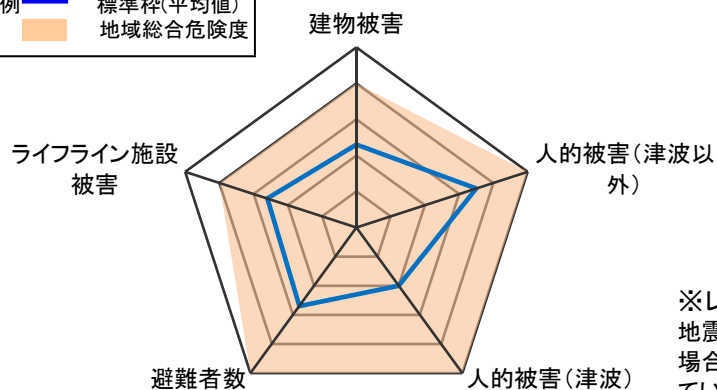 例 標準枠(平均値)
地域総合危険度
建物被害
ライフライン施設
被害
人的被害(津波以
外)
避難者数
人的被害(津波)
地震
場合